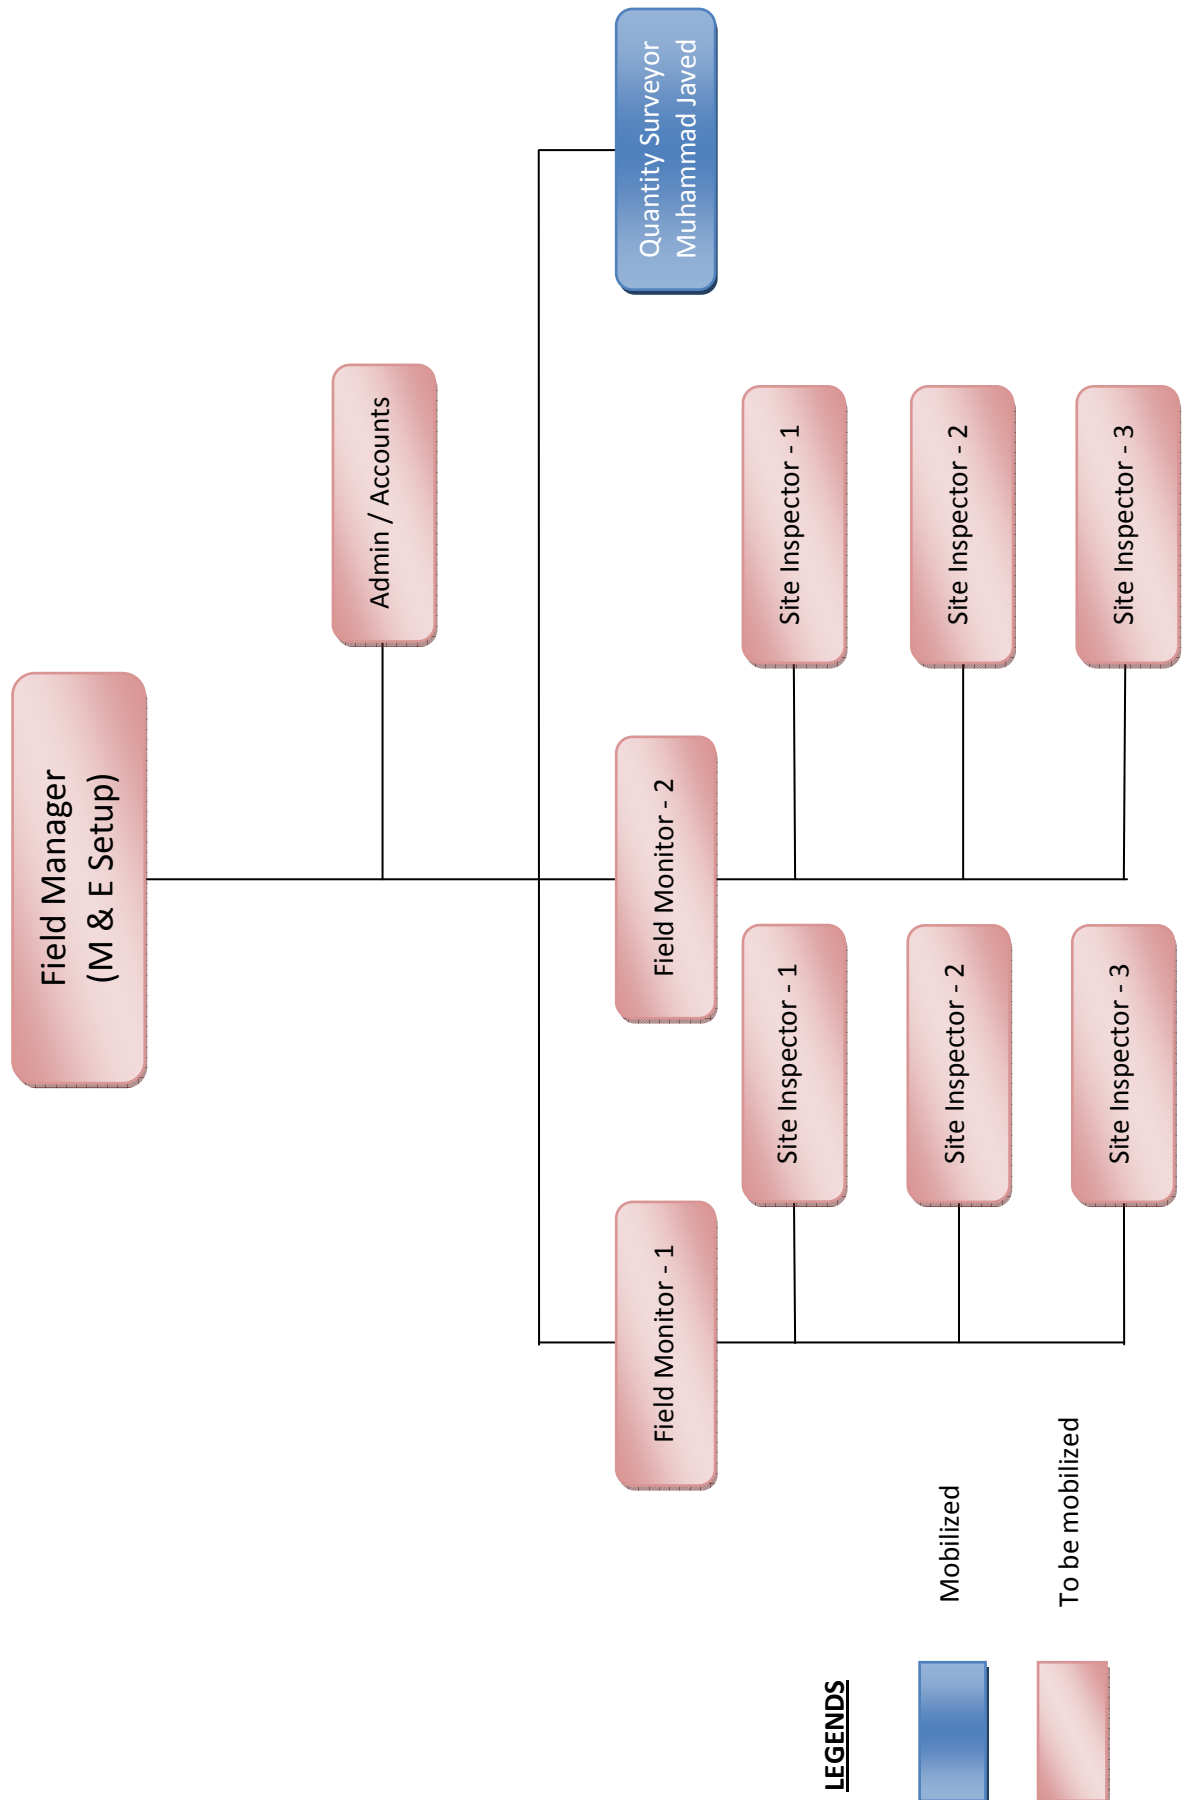 Field Manager
(M & E Setup)
Admin / Accounts
Field Monitor - 1
Field Monitor - 2
Quantity Surveyor
Muhammad Javed
Site Inspector - 1
Site Inspector - 1
Site Inspector - 2
Site Inspector - 2
Site Inspector - 3
Site Inspector - 3
LEGENDS
Mobilized
To be mobilized